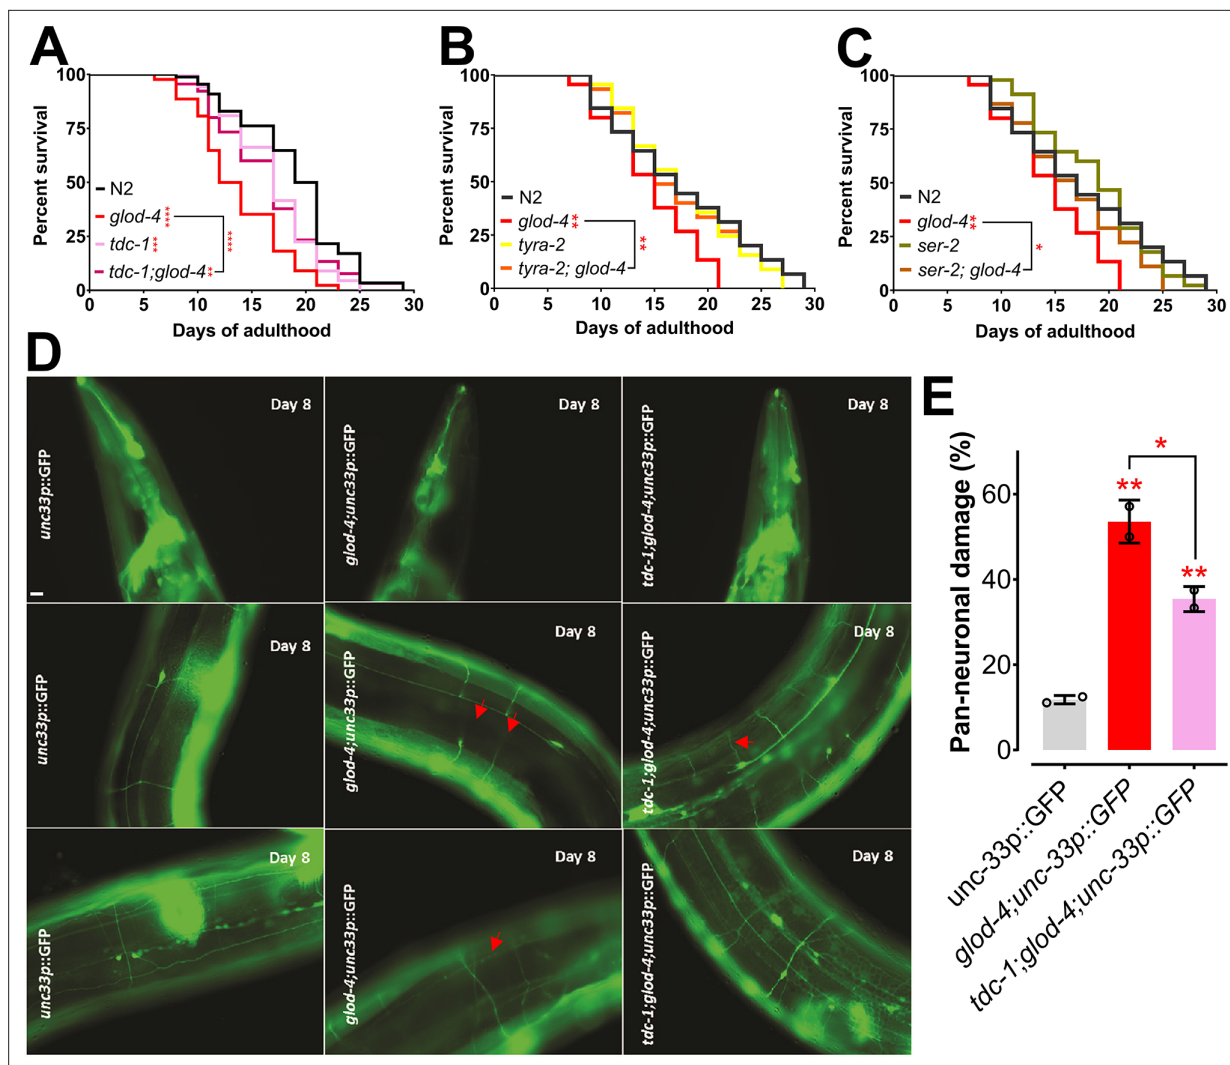 A
Percent survival
100
75
50
25
0
N2
glod-4 ****
tdc-1 ***
tdc-1;glod-4 **
****
0 5 10 15 20 25 30
Days of adulthood
B
Percent survival
100
75
50
25
0
N2
glod-4 **
tyra-2
tyra-2; glod-4
**
0 5 10 15 20 25 30
Days of adulthood
C
Percent survival
100
75
50
25
0
N2
glod-4 **
ser-2
ser-2; glod-4
*
0 5 10 15 20 25 30
Days of adulthood
D
unc33p::GFP
Day 8
glod-4;unc33p::GFP
Day 8
tdc-1;glod-4;unc33p::GFP
Day 8
unc33p::GFP
Day 8
glod-4;unc33p::GFP
Day 8
tdc-1;glod-4;unc33p::GFP
Day 8
unc33p::GFP
Day 8
glod-4;unc33p::GFP
Day 8
tdc-1;glod-4;unc33p::GFP
Day 8
E
Pan-neuronal damage (%)
60
40
20
0
**
*
**
unc-33p::GFP
glod-4;unc-33p::GFP
tdc-1;glod-4;unc-33p::GFP